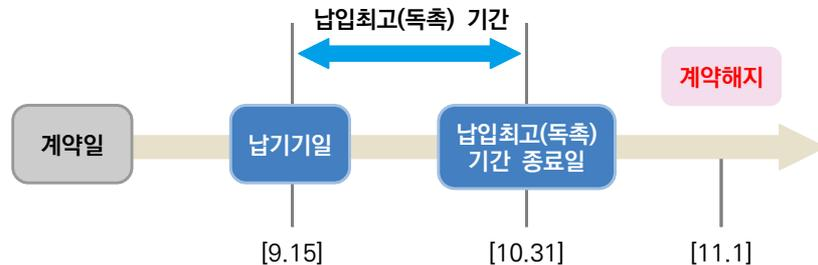 납입최고(독촉) 기간
계약해지
계약일
납기기일
납입최고(독촉)
기간 종료일
[9.15]
[10.31]
[11.1]